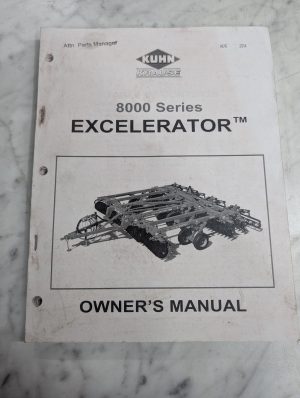 Attn: Parts Manager
KUHN
KRAUSE
8000 Series
EXCELERATOR™
OWNER'S MANUAL